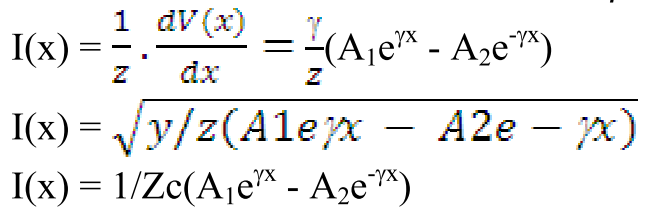 I(x) = 1/z . dV(x)/dx = γ/z(A₁e^γx - A₂e^-γx)
I(x) = √y/z(A1eγx − A2e − γx)
I(x) = 1/Zc(A₁e^γx - A₂e^-γx)